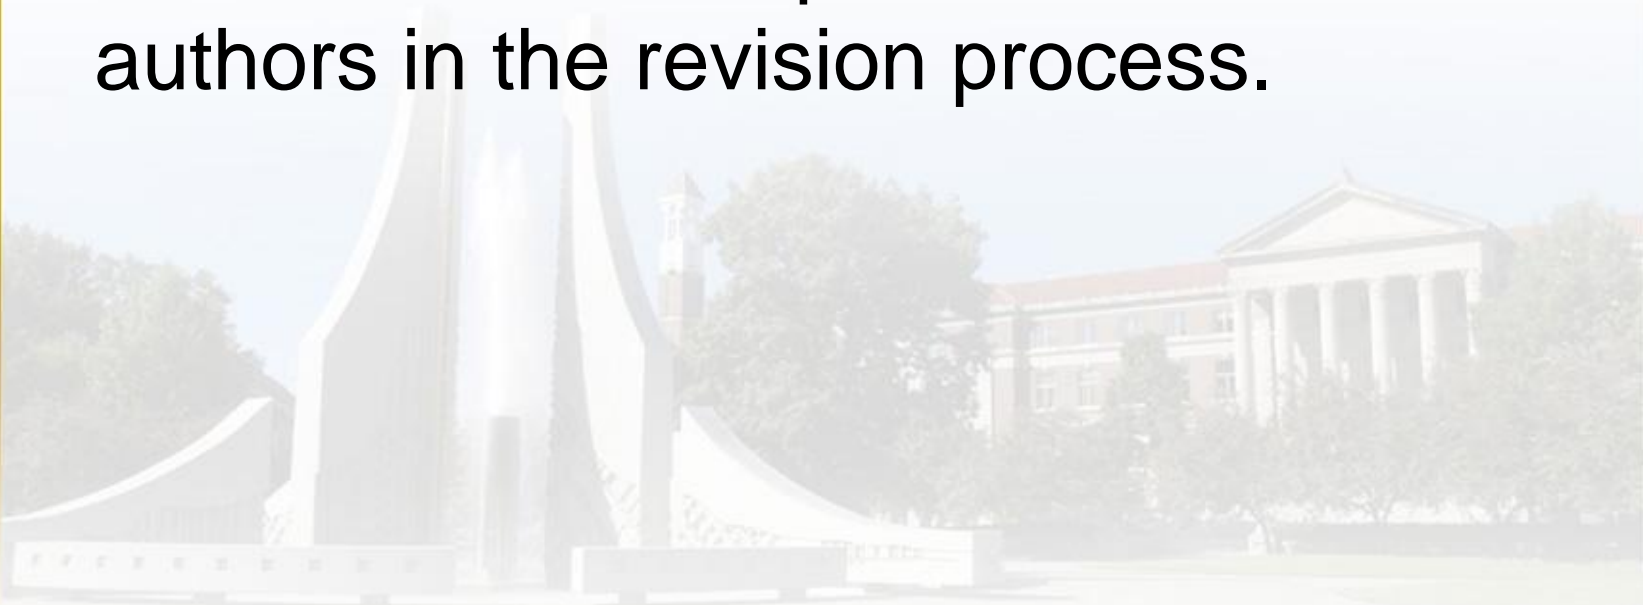 authors in the revision process.